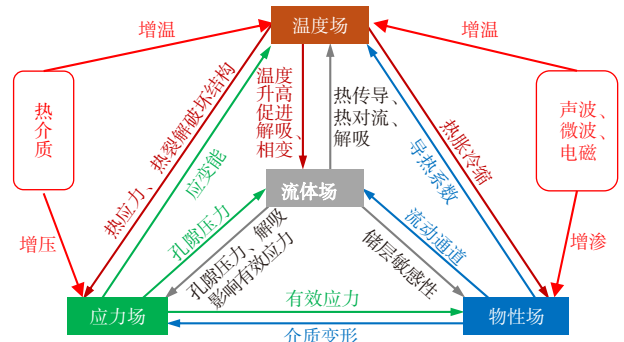 温度场
增温
增温
热介
质
声波、
微波、
电磁
热应力、热裂解破坏结构
应变能
温度
升高
促进
解吸、
相变
热传导、
热对流、
解吸
热胀冷缩
导热系数
流体场
孔隙压力
孔隙压力、解吸
影响有效应力
流动通道
储层敏感性
增压
增渗
应力场
有效应力
介质变形
物性场